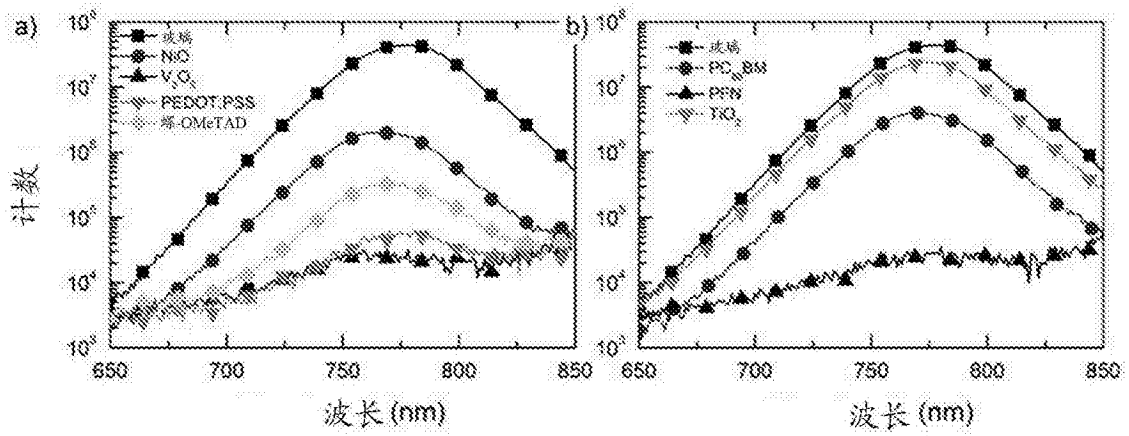 a)
计数
10⁸
10⁷
10⁶
10⁵
10⁴
10³
玻璃
NiO
V₂O₅
PEDOT:PSS
螺-OMeTAD
650 700 750 800 850
波长 (nm)
b)
10⁸
10⁷
10⁶
10⁵
10⁴
10³
玻璃
PC₆₀BM
PFN
TiO₂
650 700 750 800 850
波长 (nm)